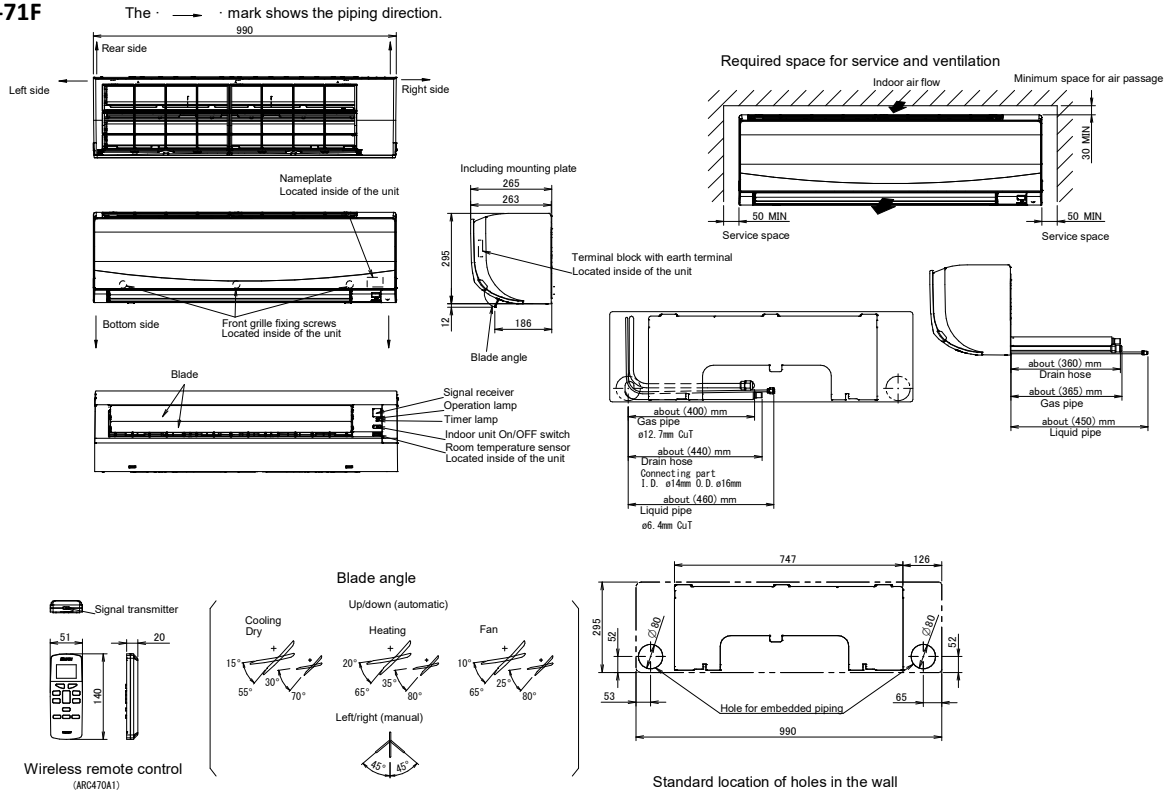 -71F
The · → · mark shows the piping direction.
990
Rear side
Left side
Right side
Nameplate
Located inside of the unit
Including mounting plate
265
263
295
12
186
Terminal block with earth terminal
Located inside of the unit
Blade angle
Bottom side
Front grille fixing screws
Located inside of the unit
Blade
Signal receiver
Operation lamp
Timer lamp
Indoor unit On/OFF switch
Room temperature sensor
Located inside of the unit
Required space for service and ventilation
Indoor air flow
Minimum space for air passage
30 MIN
50 MIN
50 MIN
Service space
Service space
about (400) mm
Gas pipe
ø12.7mm CuT
about (440) mm
Drain hose
Connecting part
I.D. ø14mm O.D. ø16mm
about (460) mm
Liquid pipe
ø6.4mm CuT
about (360) mm
Drain hose
about (365) mm
Gas pipe
about (450) mm
Liquid pipe
Signal transmitter
51
20
140
Wireless remote control
(ARC470A1)
Blade angle
Up/down (automatic)
Cooling
Dry
15°
55°
30°
70°
Heating
20°
65°
35°
80°
Fan
10°
65°
25°
80°
Left/right (manual)
45° 45°
747
126
295
52
Ø80
Ø80
52
53
65
Hole for embedded piping
990
Standard location of holes in the wall